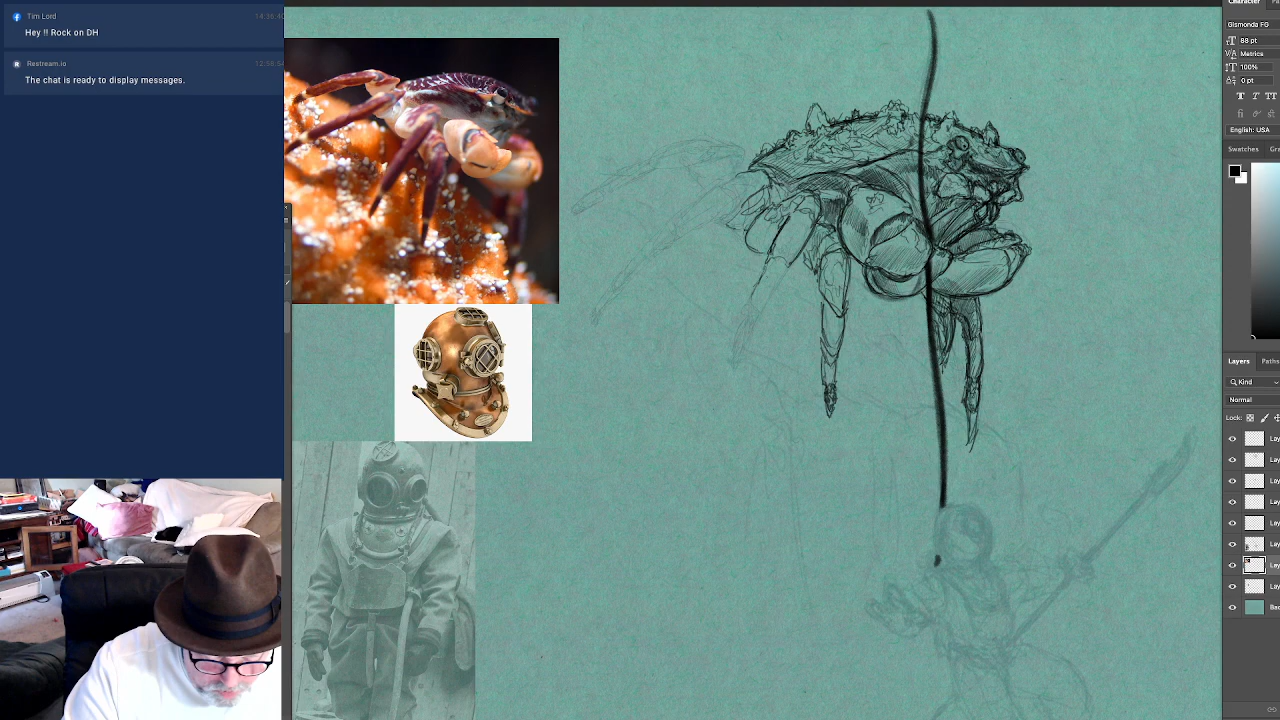 Tim Lord
Hey !! Rock on DH
Restream.io
The chat is ready to display messages.
Character
Gismonda FG
88 pt
Metrics
100%
0 pt
English: USA
Swatches
Layers
Paths
Kind
Normal
Lock: